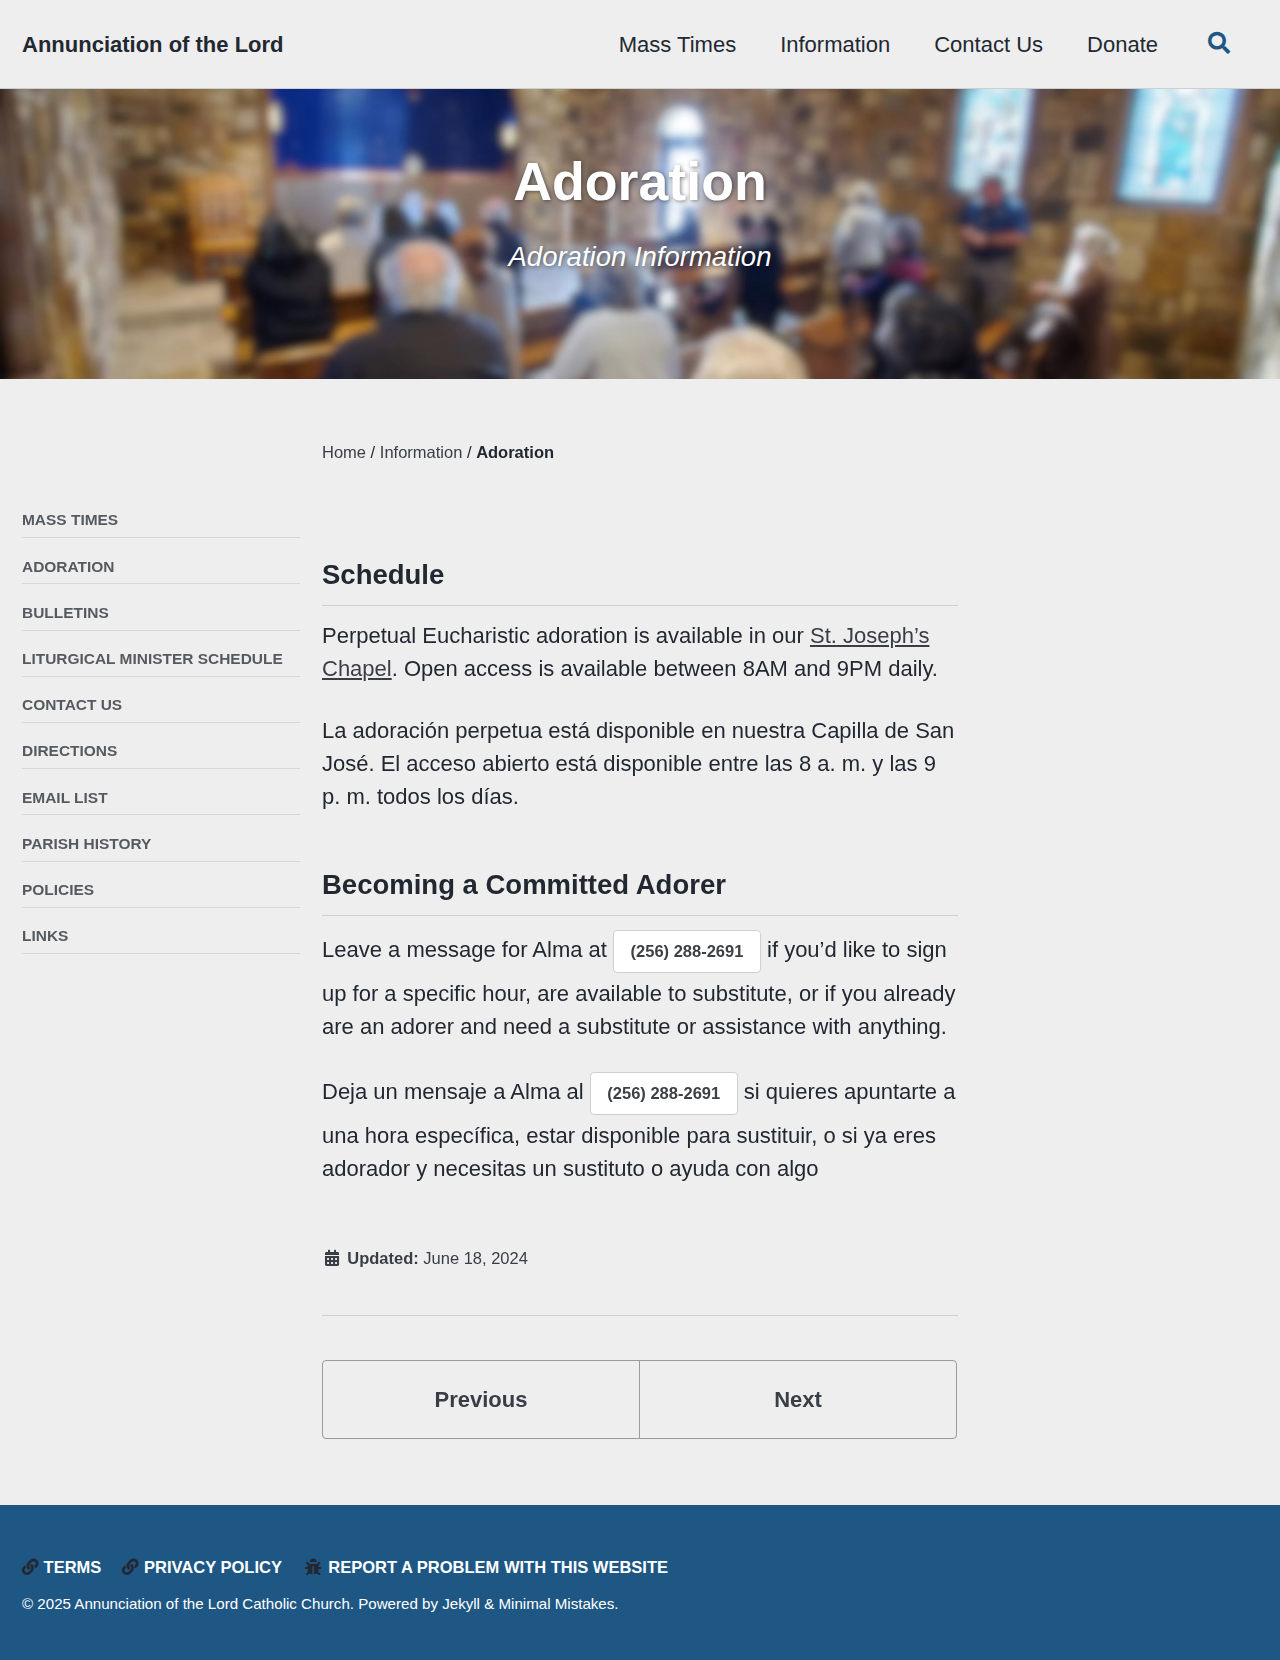 Annunciation of the Lord
Mass Times
Information
Contact Us
Donate
Adoration
Adoration Information
Home / Information / Adoration
MASS TIMES
ADORATION
BULLETINS
LITURGICAL MINISTER SCHEDULE
CONTACT US
DIRECTIONS
EMAIL LIST
PARISH HISTORY
POLICIES
LINKS
Schedule
Perpetual Eucharistic adoration is available in our St. Joseph’s
Chapel. Open access is available between 8AM and 9PM daily.
La adoración perpetua está disponible en nuestra Capilla de San
José. El acceso abierto está disponible entre las 8 a. m. y las 9
p. m. todos los días.
Becoming a Committed Adorer
Leave a message for Alma at (256) 288-2691 if you’d like to sign
up for a specific hour, are available to substitute, or if you already
are an adorer and need a substitute or assistance with anything.
Deja un mensaje a Alma al (256) 288-2691 si quieres apuntarte a
una hora específica, estar disponible para sustituir, o si ya eres
adorador y necesitas un sustituto o ayuda con algo
Updated: June 18, 2024
Previous
Next
TERMS
PRIVACY POLICY
REPORT A PROBLEM WITH THIS WEBSITE
© 2025 Annunciation of the Lord Catholic Church. Powered by Jekyll & Minimal Mistakes.